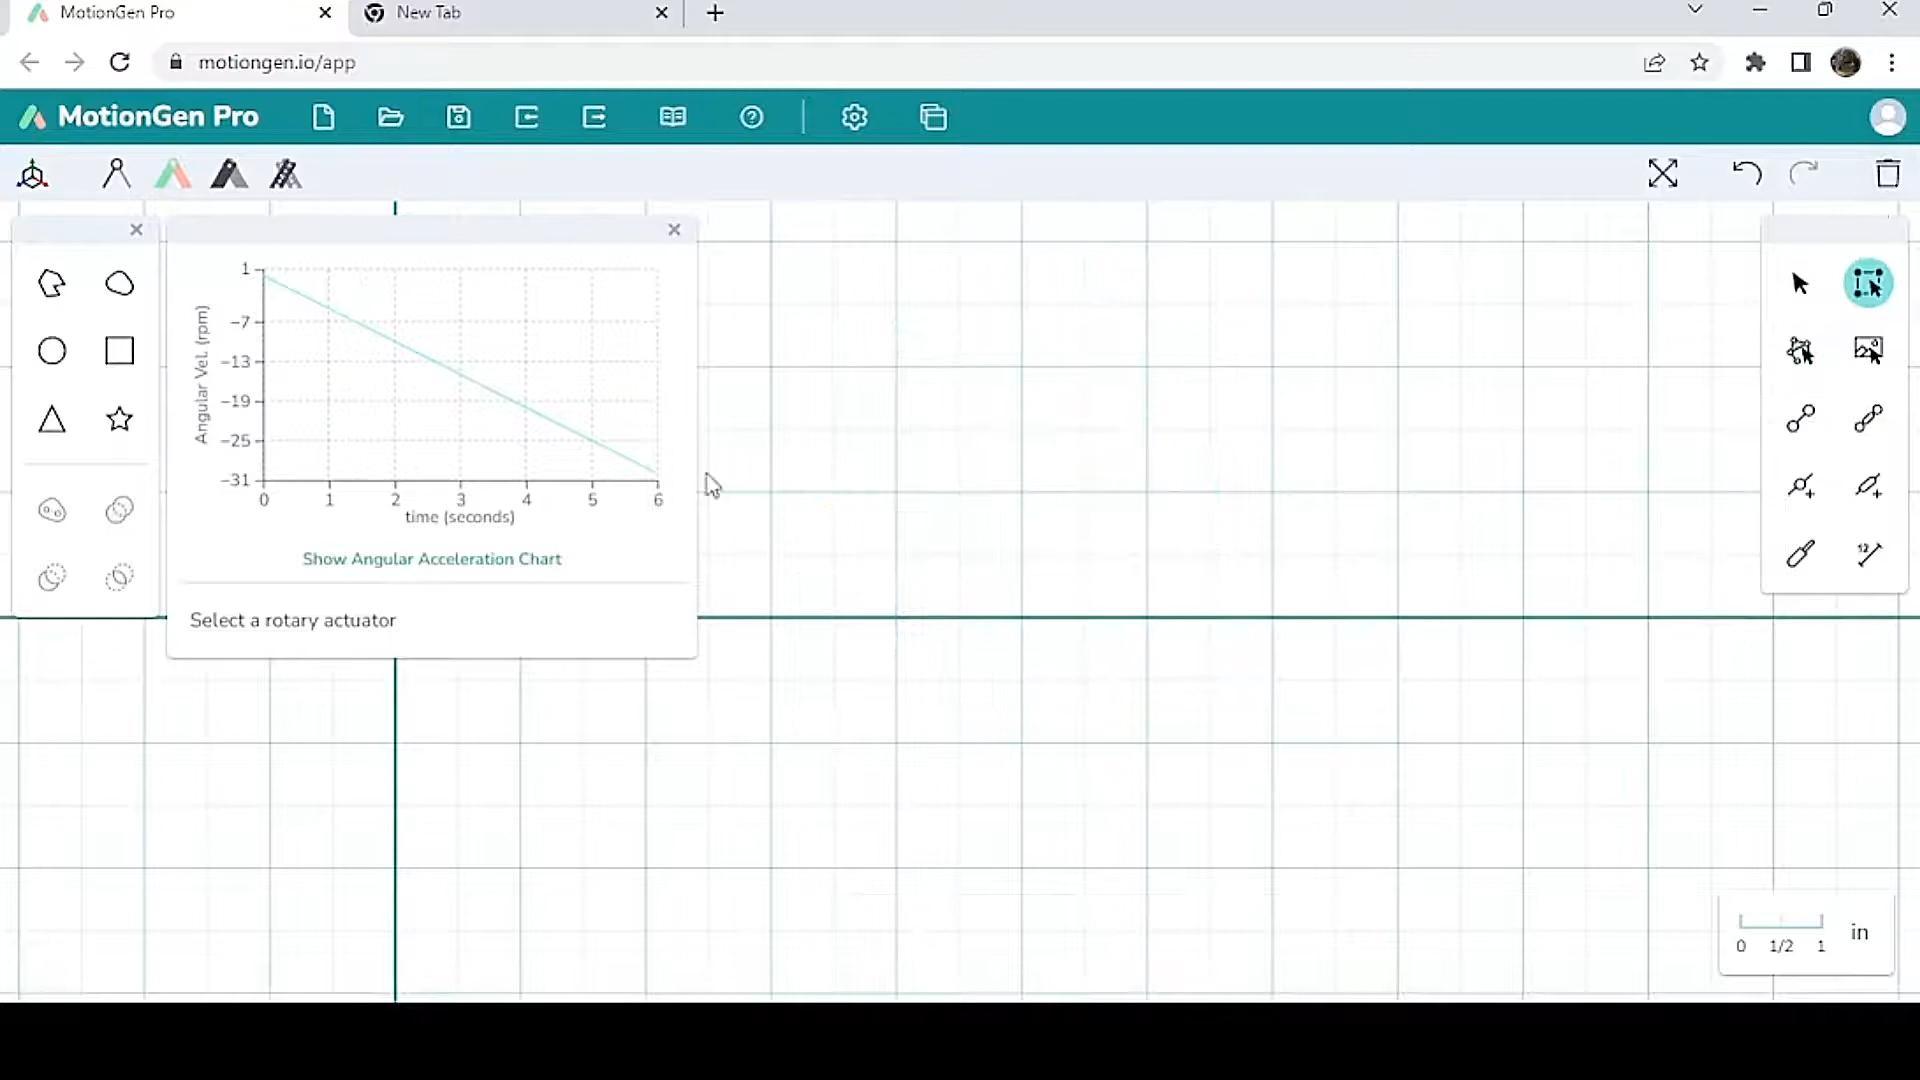 MotionGen Pro
New Tab
motiongen.io/app
MotionGen Pro
1
−7
−13
−19
−25
−31
Angular Vel. (rpm)
0 1 2 3 4 5 6
time (seconds)
Show Angular Acceleration Chart
Select a rotary actuator
12
0 1/2 1 in